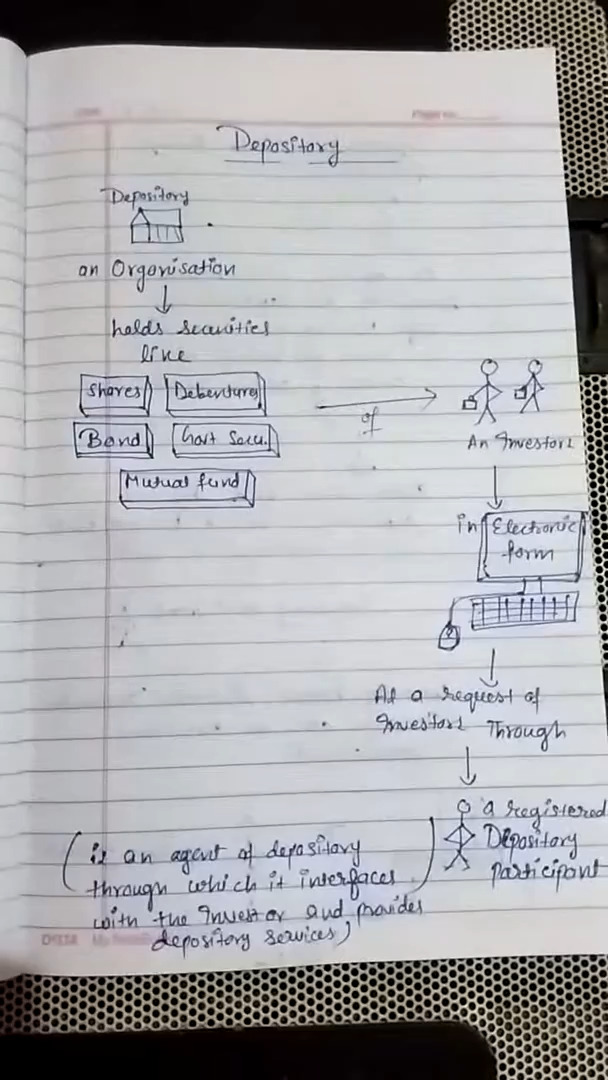 Depository
Depository
an Organisation
holds securities
like
Shares
Debentures
Bond
Govt Secu.
Mutual fund
of
An Investors
in Electronic
form
At a request of
Investors Through
a registered
Depository
participant
(is an agent of depository
through which it interfaces
with the Investor and provides
depository services)